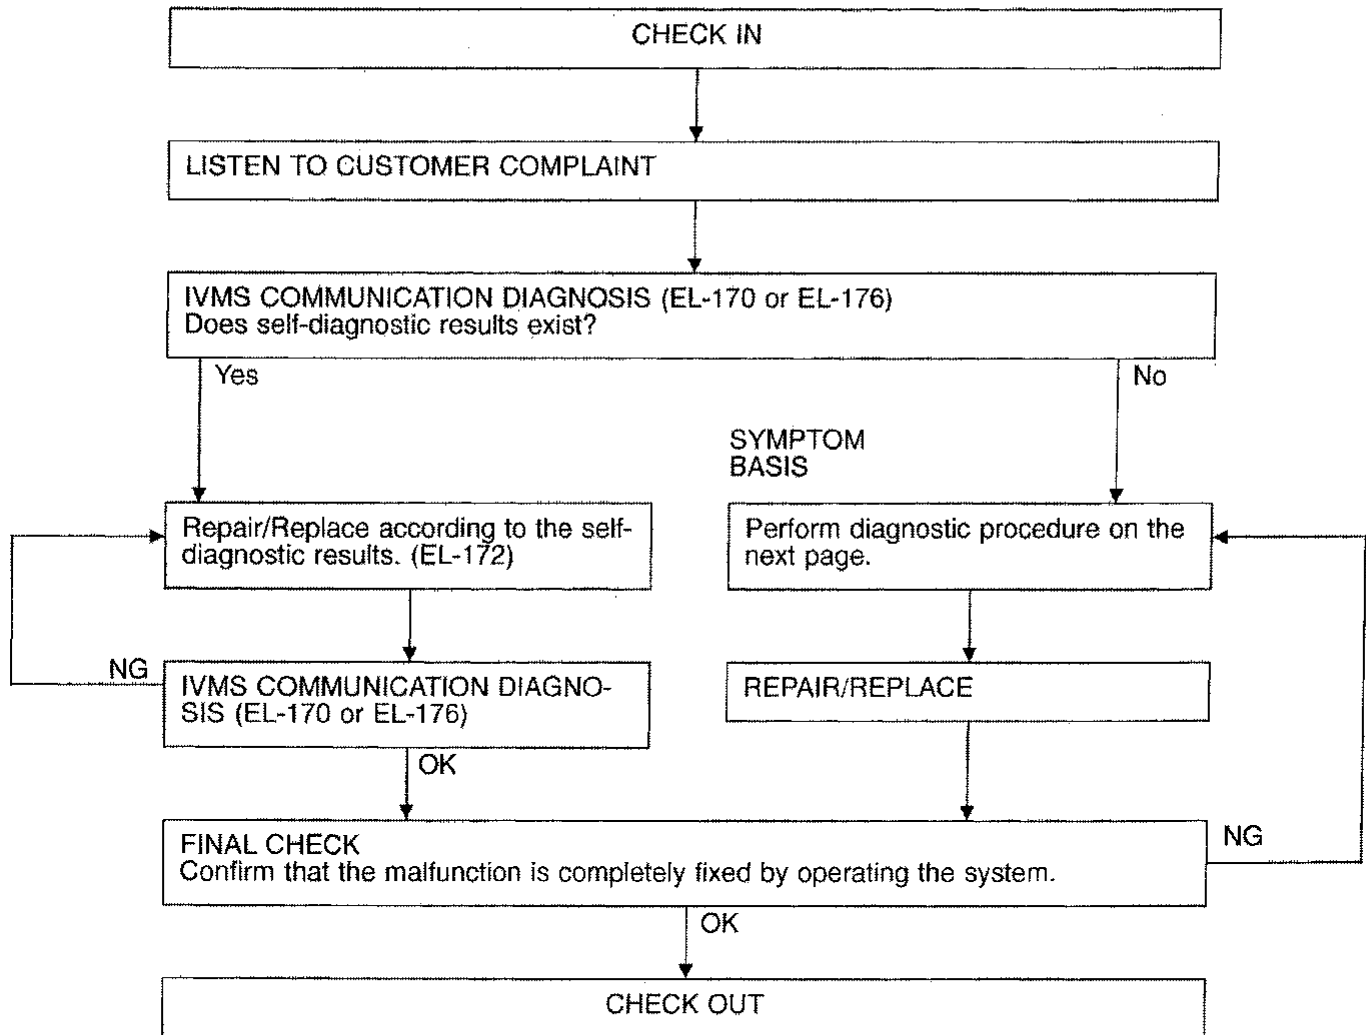 CHECK IN
LISTEN TO CUSTOMER COMPLAINT
IVMS COMMUNICATION DIAGNOSIS (EL-170 or EL-176)
Does self-diagnostic results exist?
Yes
No
SYMPTOM
BASIS
Repair/Replace according to the self-
diagnostic results. (EL-172)
Perform diagnostic procedure on the
next page.
NG
IVMS COMMUNICATION DIAGNO-
SIS (EL-170 or EL-176)
REPAIR/REPLACE
OK
FINAL CHECK
Confirm that the malfunction is completely fixed by operating the system.
NG
OK
CHECK OUT